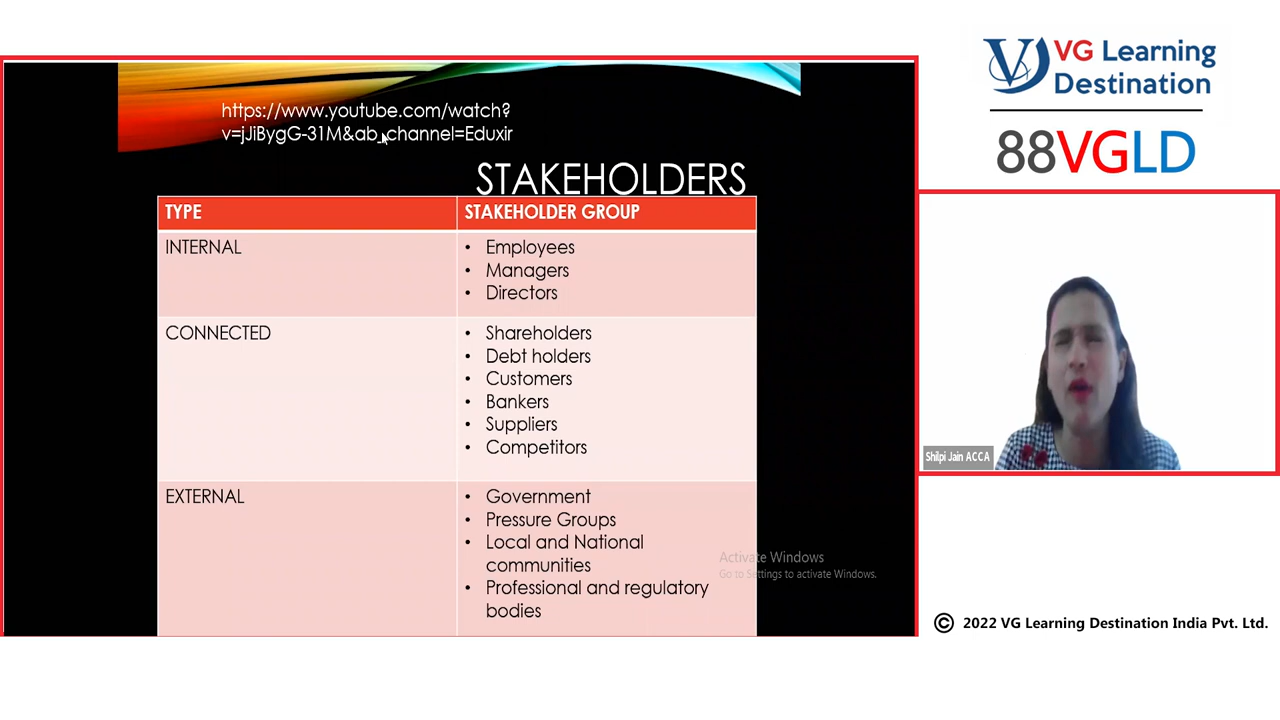 https://www.youtube.com/watch?
v=jJiBygG-31M&ab_channel=Eduxir
STAKEHOLDERS
TYPE
STAKEHOLDER GROUP
INTERNAL
• Employees
• Managers
• Directors
CONNECTED
• Shareholders
• Debt holders
• Customers
• Bankers
• Suppliers
• Competitors
EXTERNAL
• Government
• Pressure Groups
• Local and National
communities
• Professional and regulatory
bodies
Activate Windows
Go to Settings to activate Windows.
VG Learning
Destination
88VGLD
Shilpi Jain ACCA
© 2022 VG Learning Destination India Pvt. Ltd.